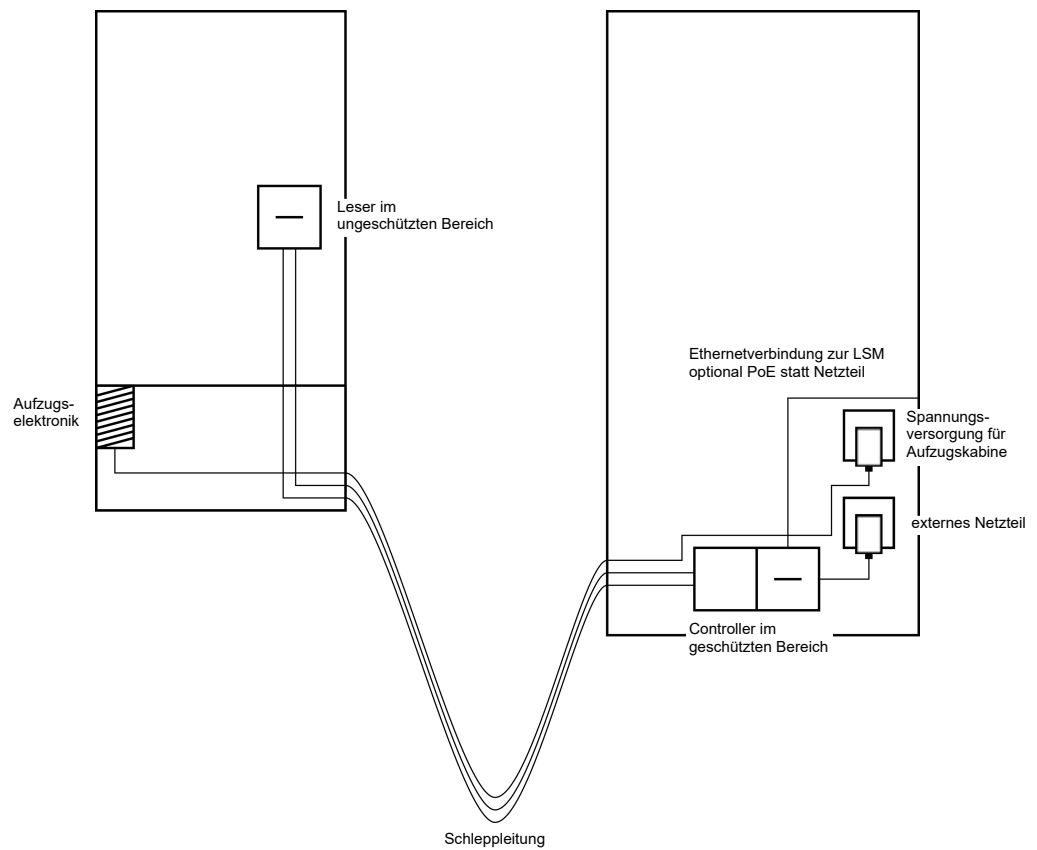 Leser im
ungeschützten Bereich
Aufzugs-
elektronik
Ethernetverbindung zur LSM
optional PoE statt Netzteil
Spannungs-
versorgung für
Aufzugskabine
externes Netzteil
Controller im
geschützten Bereich
Schleppleitung